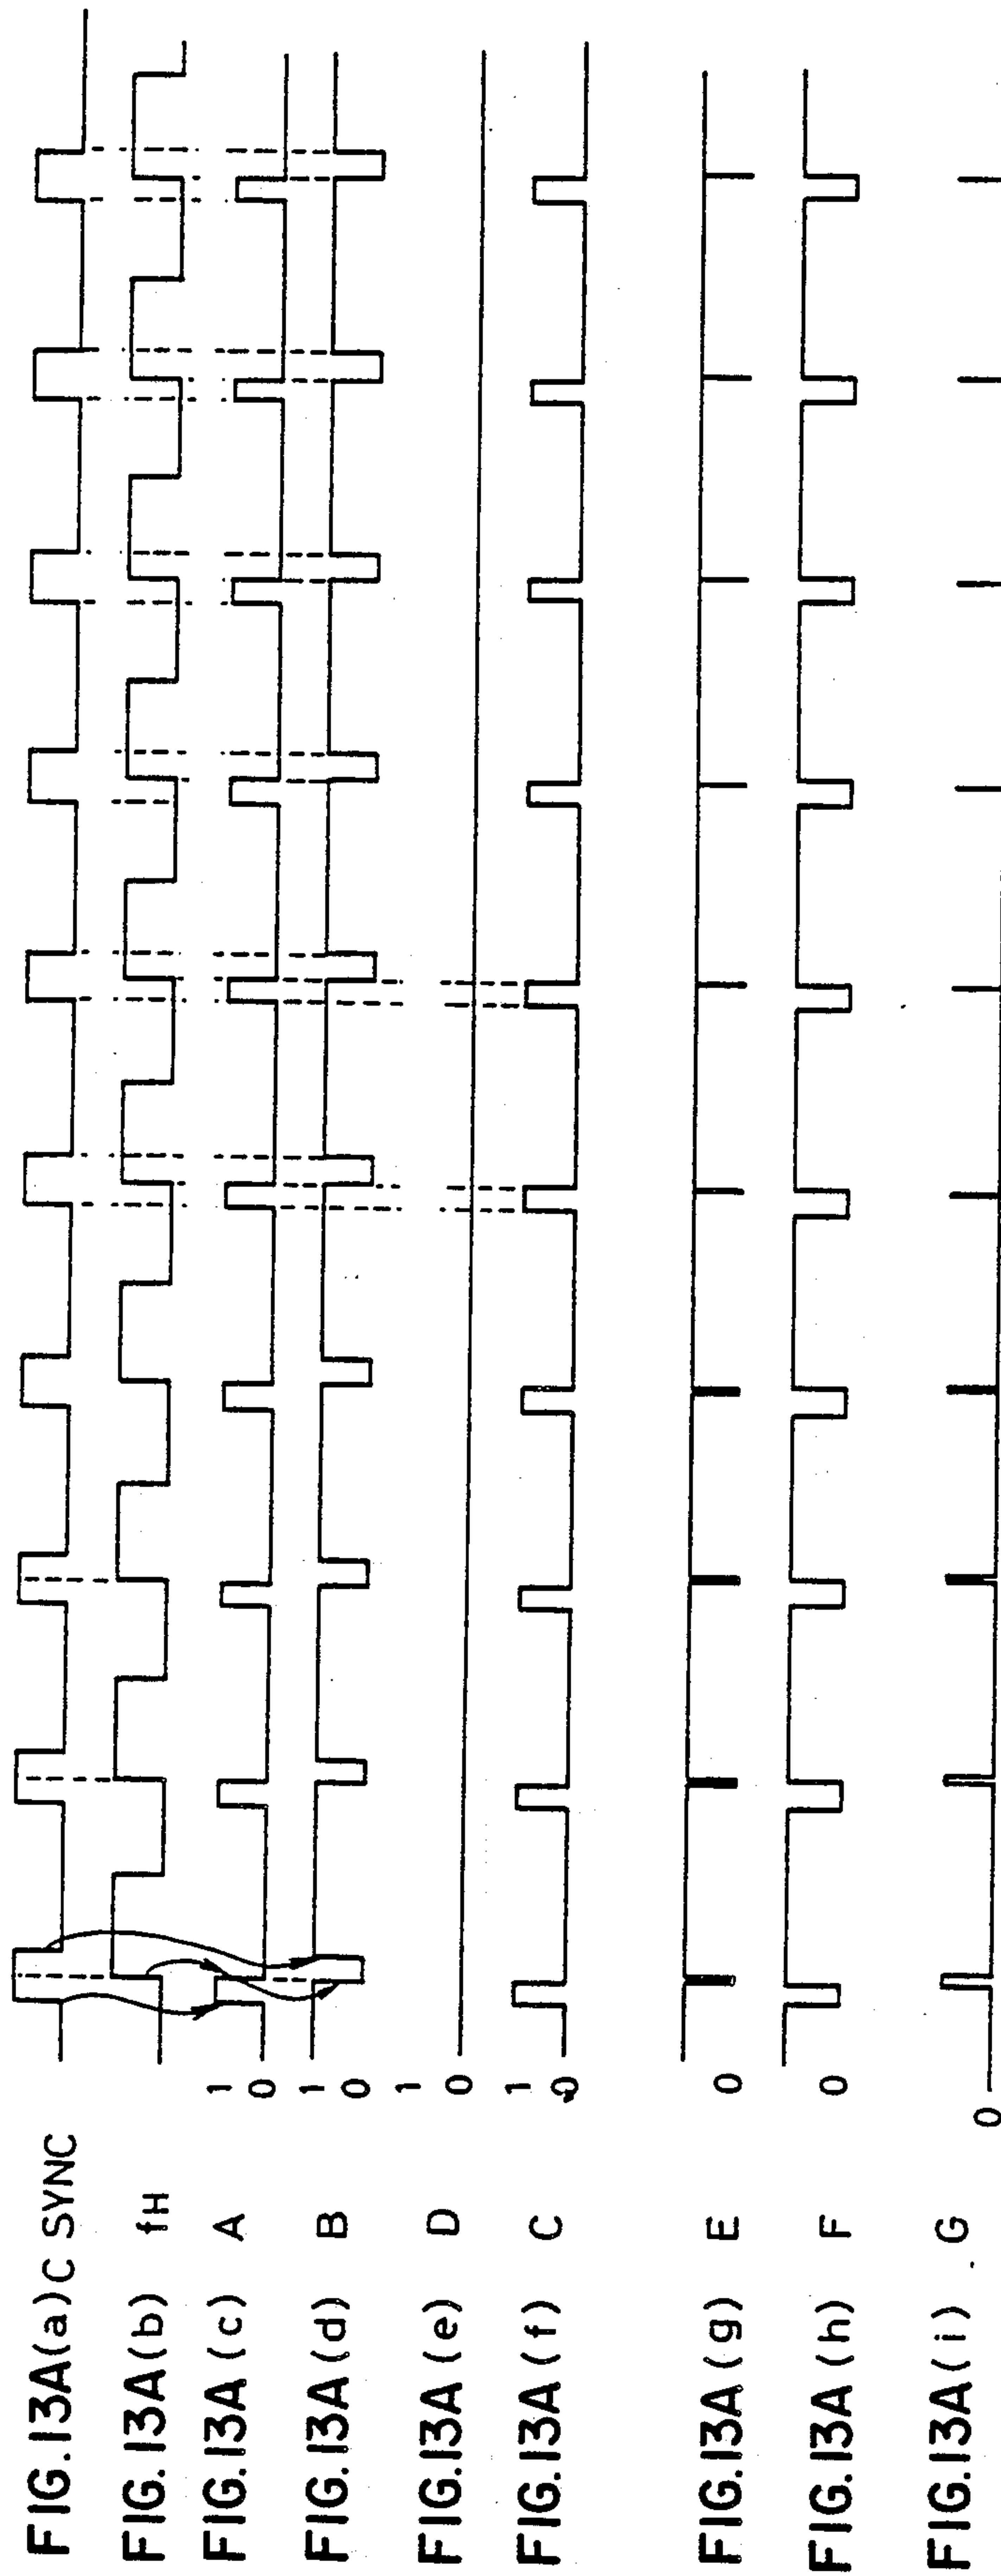 FIG.13A(a) C SYNC
FIG.13A(b) fH
FIG.13A(c) A 1 0
FIG.13A(d) B 1 0
FIG.13A(e) D 1 0
FIG.13A(f) C 1 0
FIG.13A(g) E 0
FIG.13A(h) F 0
FIG.13A(i) G 0